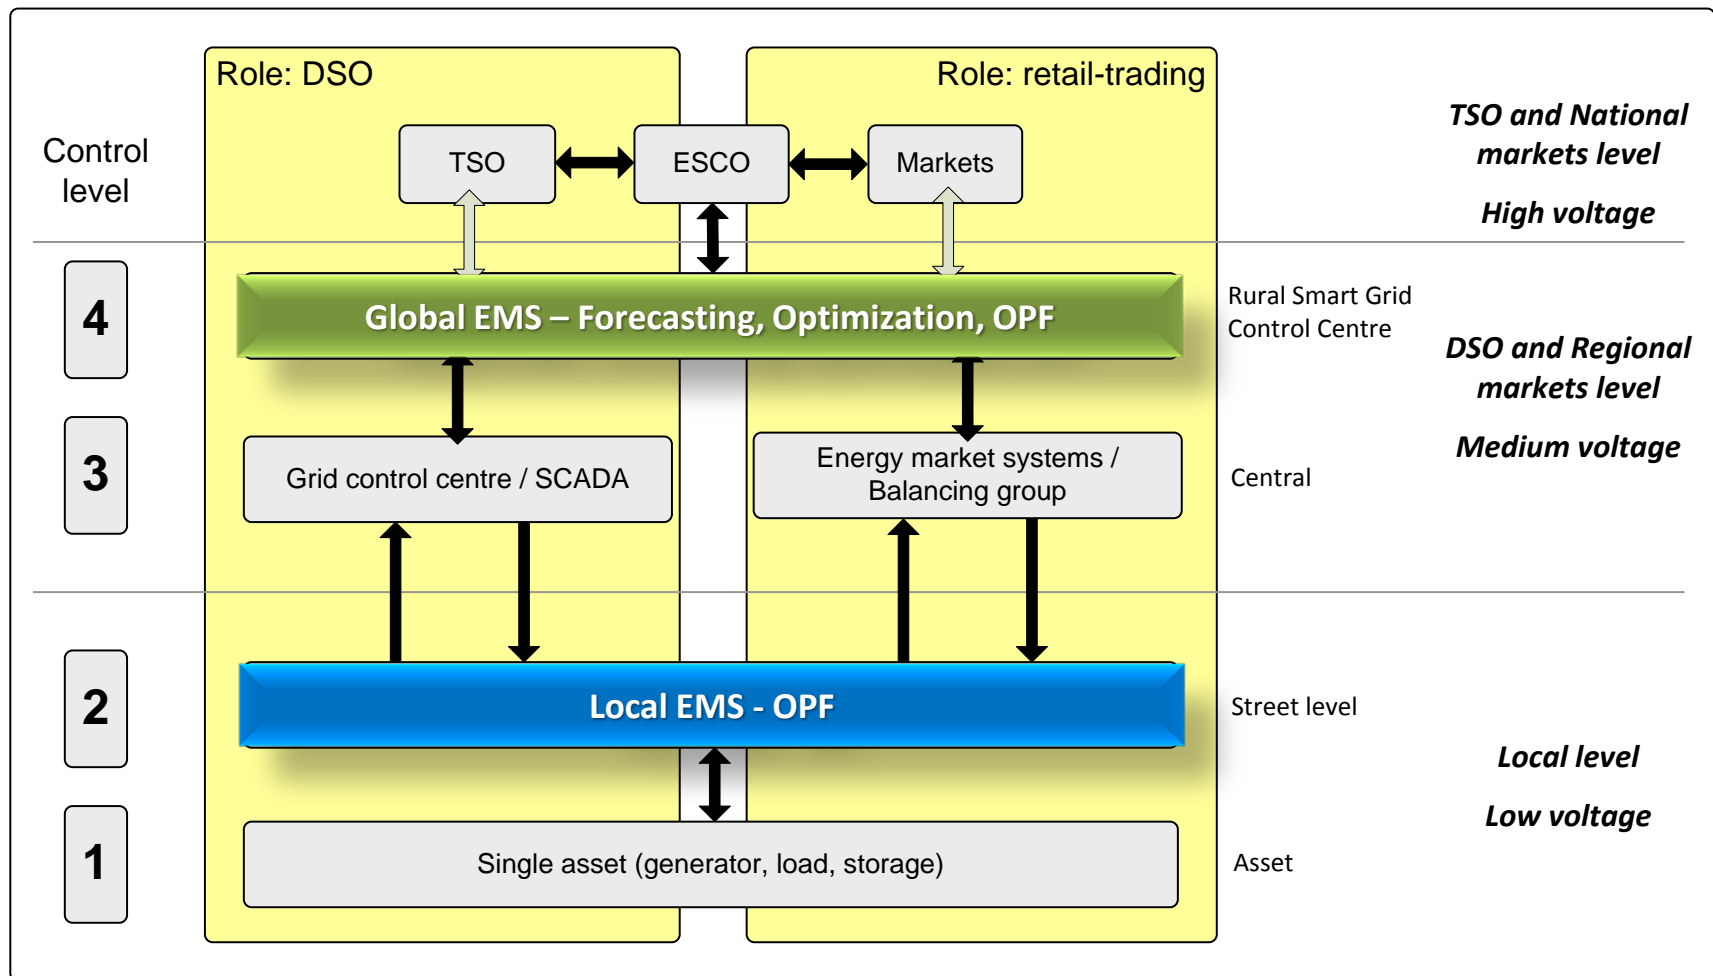 Role: DSO
Role: retail-trading
Control
level
TSO
ESCO
Markets
TSO and National
markets level
High voltage
4
Global EMS – Forecasting, Optimization, OPF
Rural Smart Grid
Control Centre
DSO and Regional
markets level
Medium voltage
3
Grid control centre / SCADA
Energy market systems /
Balancing group
Central
2
Local EMS - OPF
Street level
Local level
Low voltage
1
Single asset (generator, load, storage)
Asset